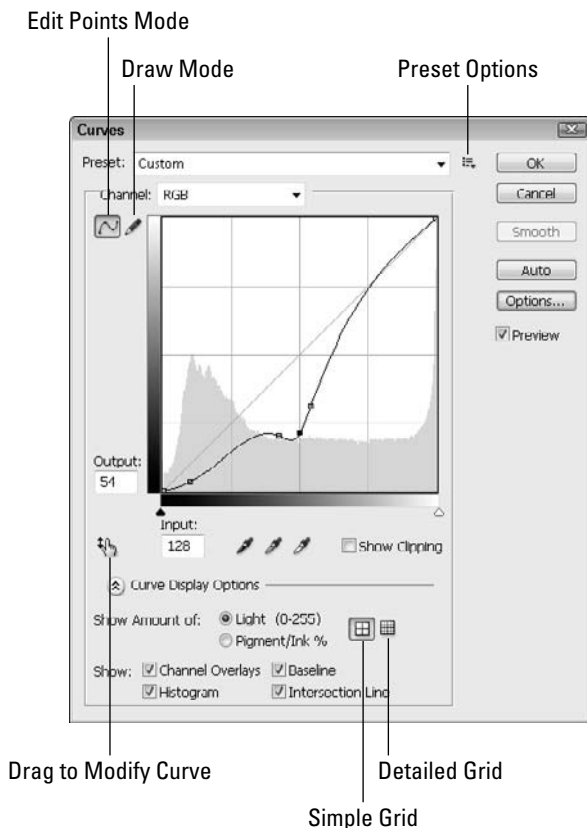 Edit Points Mode
Draw Mode
Preset Options
Curves
Preset: Custom
OK
Channel: RGB
Cancel
Smooth
Auto
Options...
Preview
Output:
54
Input:
128
Show Clipping
Curve Display Options
Show Amount of: Light (0-255)
Pigment/Ink %
Show: Channel Overlays Baseline
Histogram Intersection Line
Drag to Modify Curve
Detailed Grid
Simple Grid